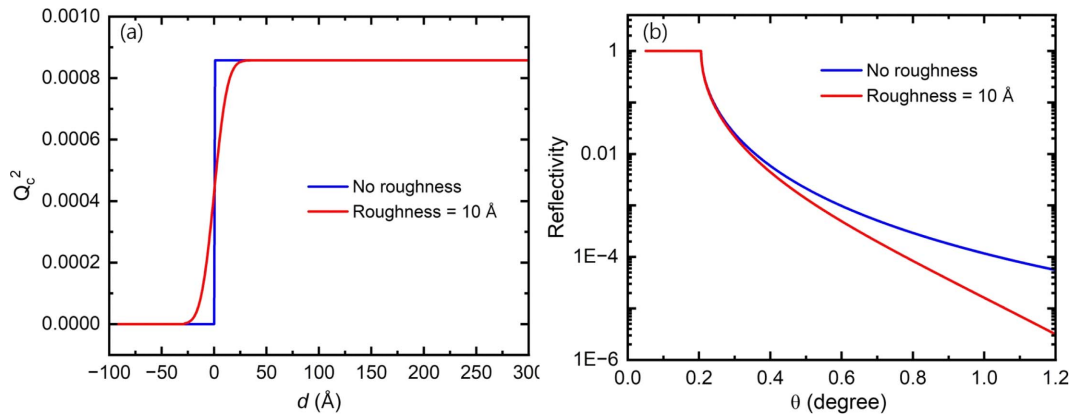 (a)
0.0010
0.0008
0.0006
0.0004
0.0002
0.0000
Q_c^2
No roughness
Roughness = 10 Å
−100
−50
0
50
100
150
200
250
300
d (Å)
(b)
1
0.01
1E−4
1E−6
Reflectivity
No roughness
Roughness = 10 Å
0.0
0.2
0.4
0.6
0.8
1.0
1.2
θ (degree)